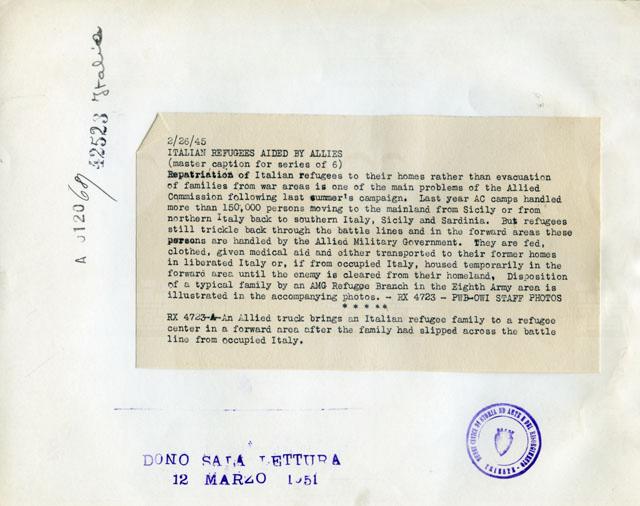 Italia
A 012068/ 42523
2/26/45
ITALIAN REFUGEES AIDED BY ALLIES
(master caption for series of 6)
Repatriation of Italian refugees to their homes rather than evacuation
of families from war areas is one of the main problems of the Allied
Commission following last summer's campaign. Last year AC camps handled
more than 150,000 persons moving to the mainland from Sicily or from
northern Italy back to southern Italy, Sicily and Sardinia. But refugees
still trickle back through the battle lines and in the forward areas these
persons are handled by the Allied Military Government. They are fed,
clothed, given medical aid and either transported to their former homes
in liberated Italy or, if from occupied Italy, housed temporarily in the
forward area until the enemy is cleared from their homeland. Disposition
of a typical family by an AMG Refugee Branch in the Eighth Army area is
illustrated in the accompanying photos. - RX 4723 - PWB-OWI STAFF PHOTOS
* * * * *
RX 4723-A-An Allied truck brings an Italian refugee family to a refugee
center in a forward area after the family had slipped across the battle
line from occupied Italy.
DONO SALA LETTURA
12 MARZO 1951